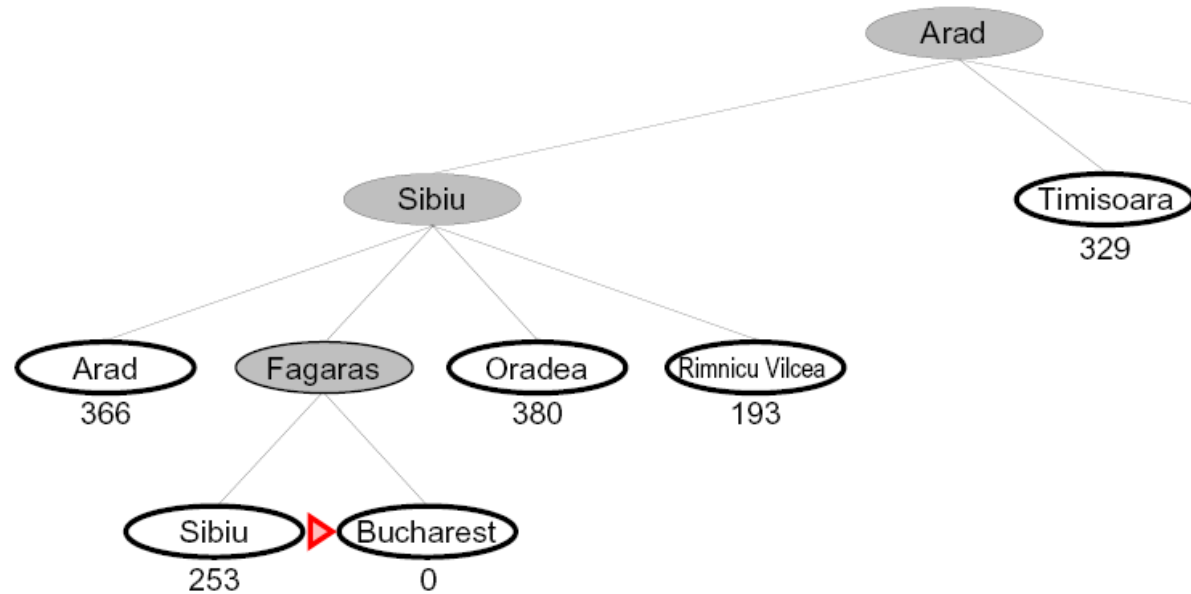 Arad
Sibiu
Timisoara
329
Arad
Fagaras
Oradea
Rimnicu Vilcea
366
380
193
Sibiu
Bucharest
253
0